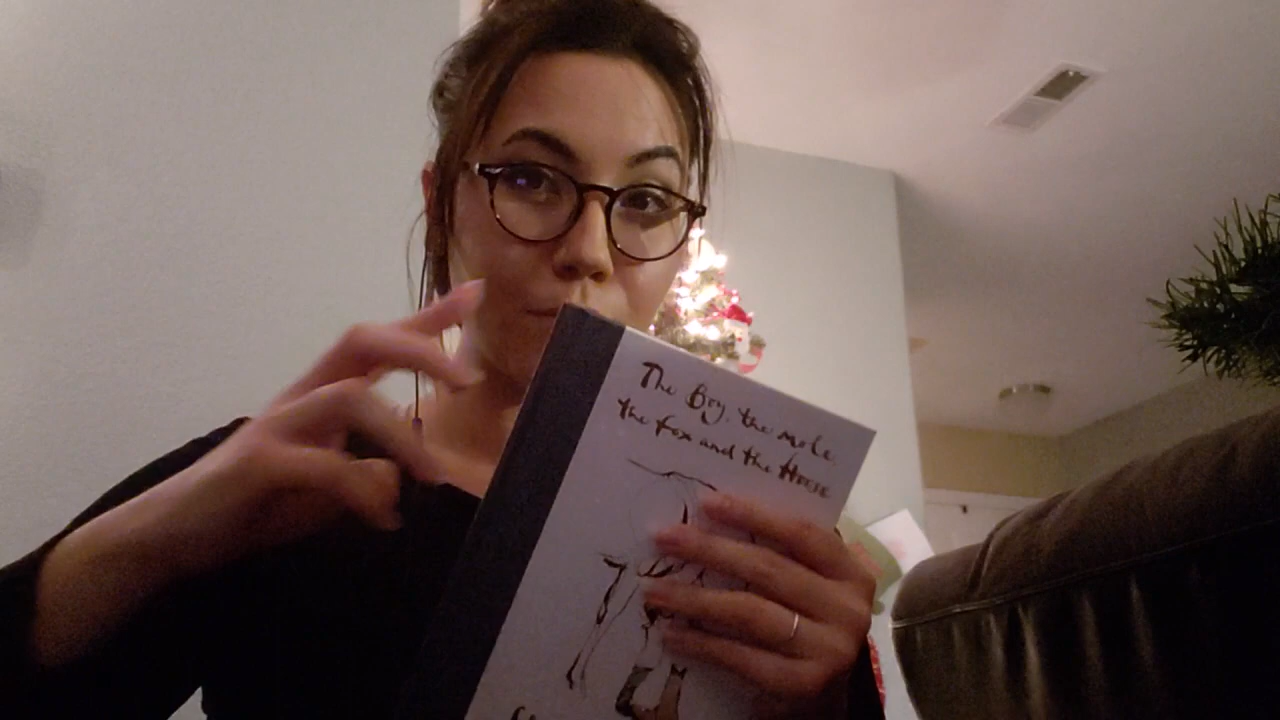 The Boy, the mole,
the fox and the Horse